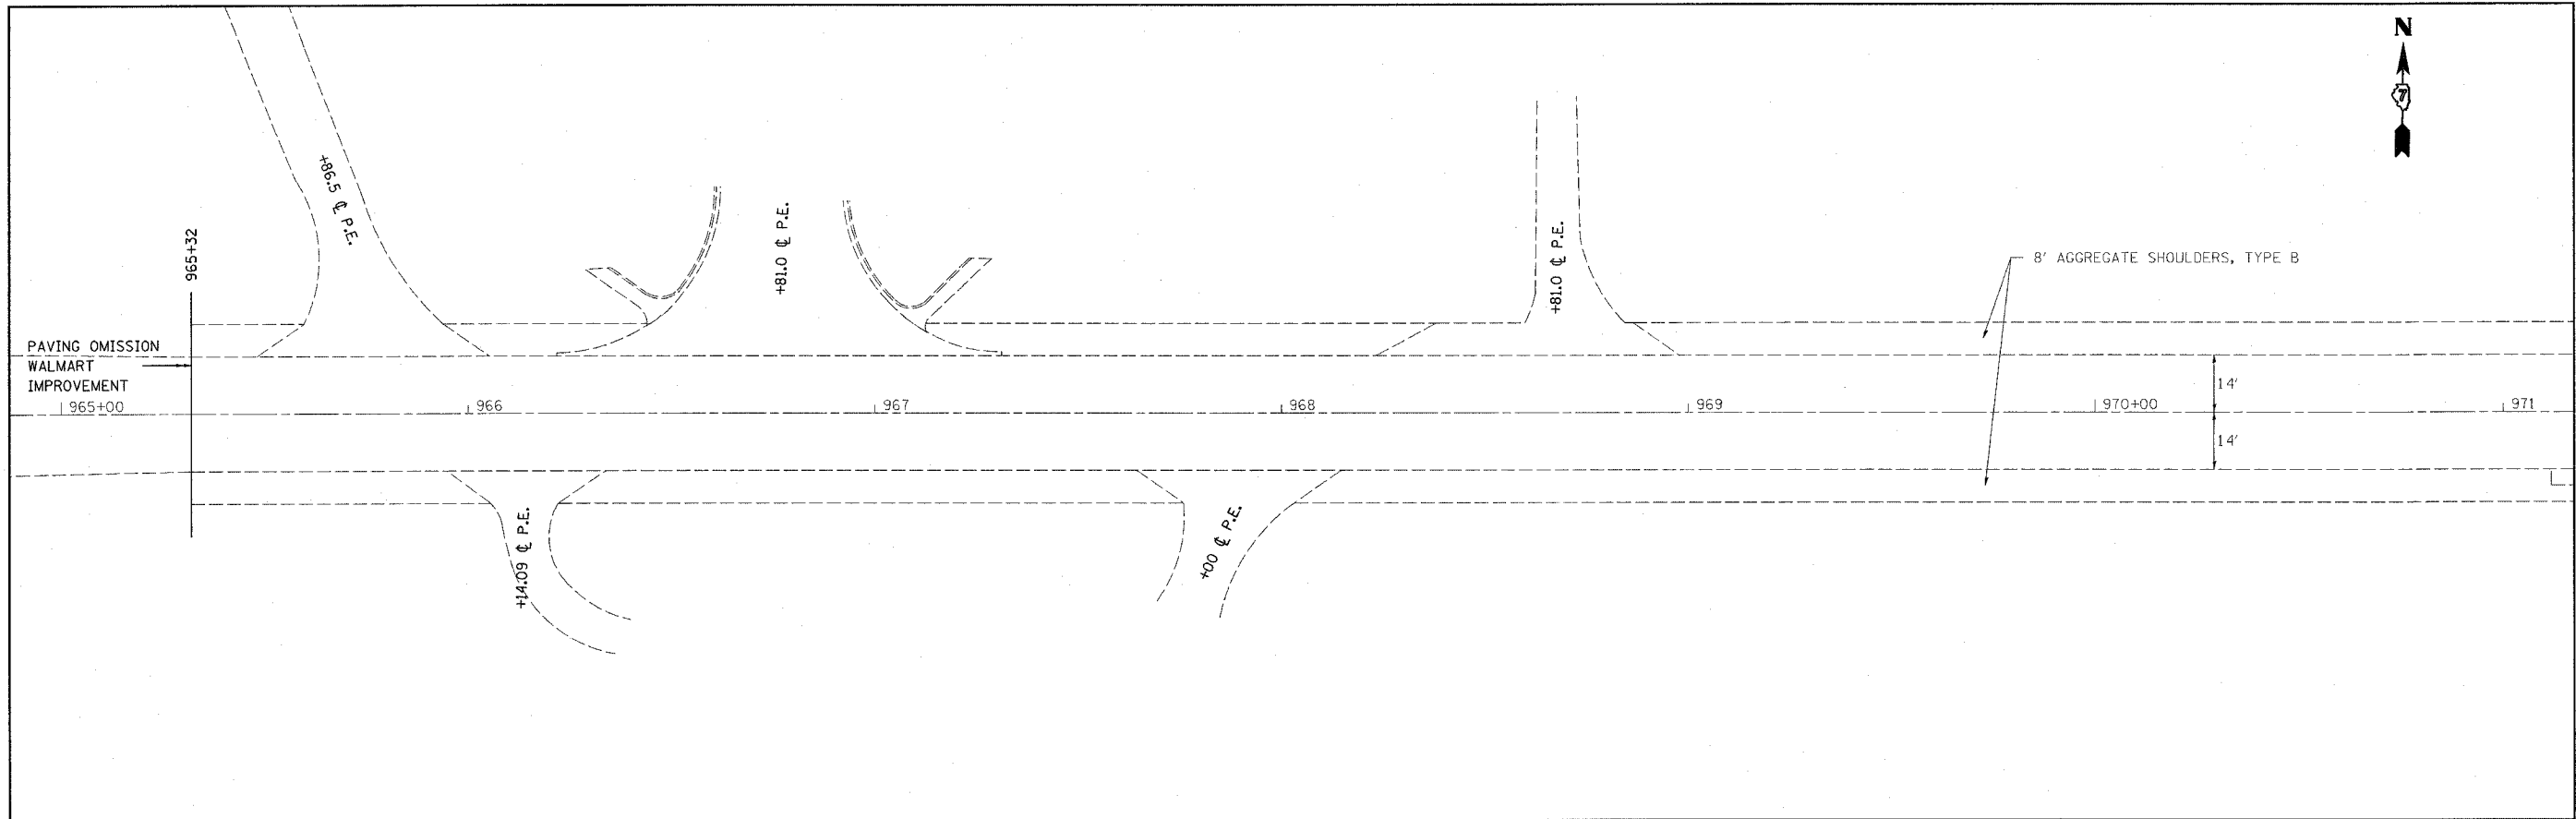 N
7
+86.5 ℄ P.E.
+81.0 ℄ P.E.
965+32
+81.0 ℄ P.E.
8' AGGREGATE SHOULDERS, TYPE B
PAVING OMISSION
WALMART
IMPROVEMENT
14'
965+00
966
967
968
969
970+00
971
14'
+14.09 ℄ P.E.
+00 ℄ P.E.